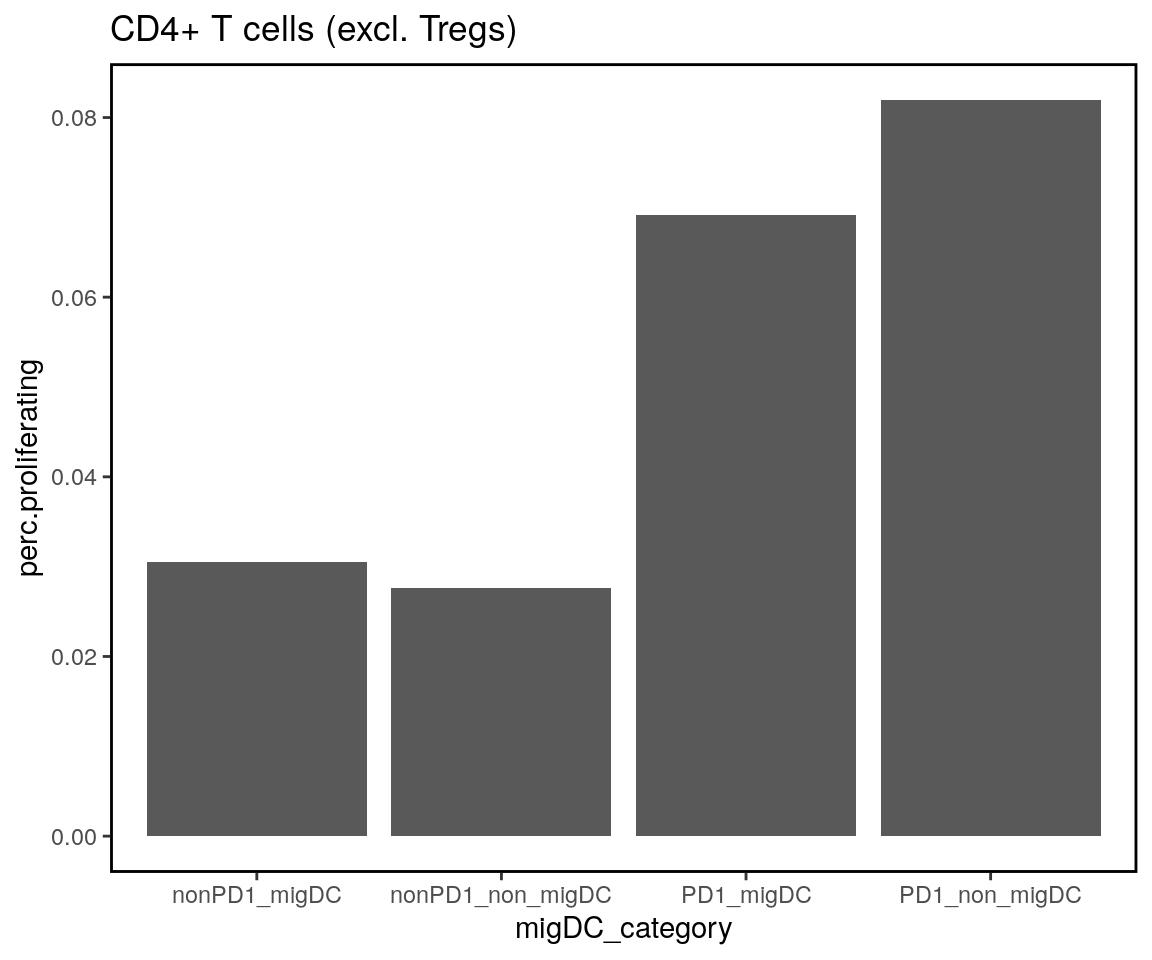 CD4+ T cells (excl. Tregs)
perc.proliferating
0.08
0.06
0.04
0.02
0.00
nonPD1_migDC
nonPD1_non_migDC
PD1_migDC
PD1_non_migDC
migDC_category